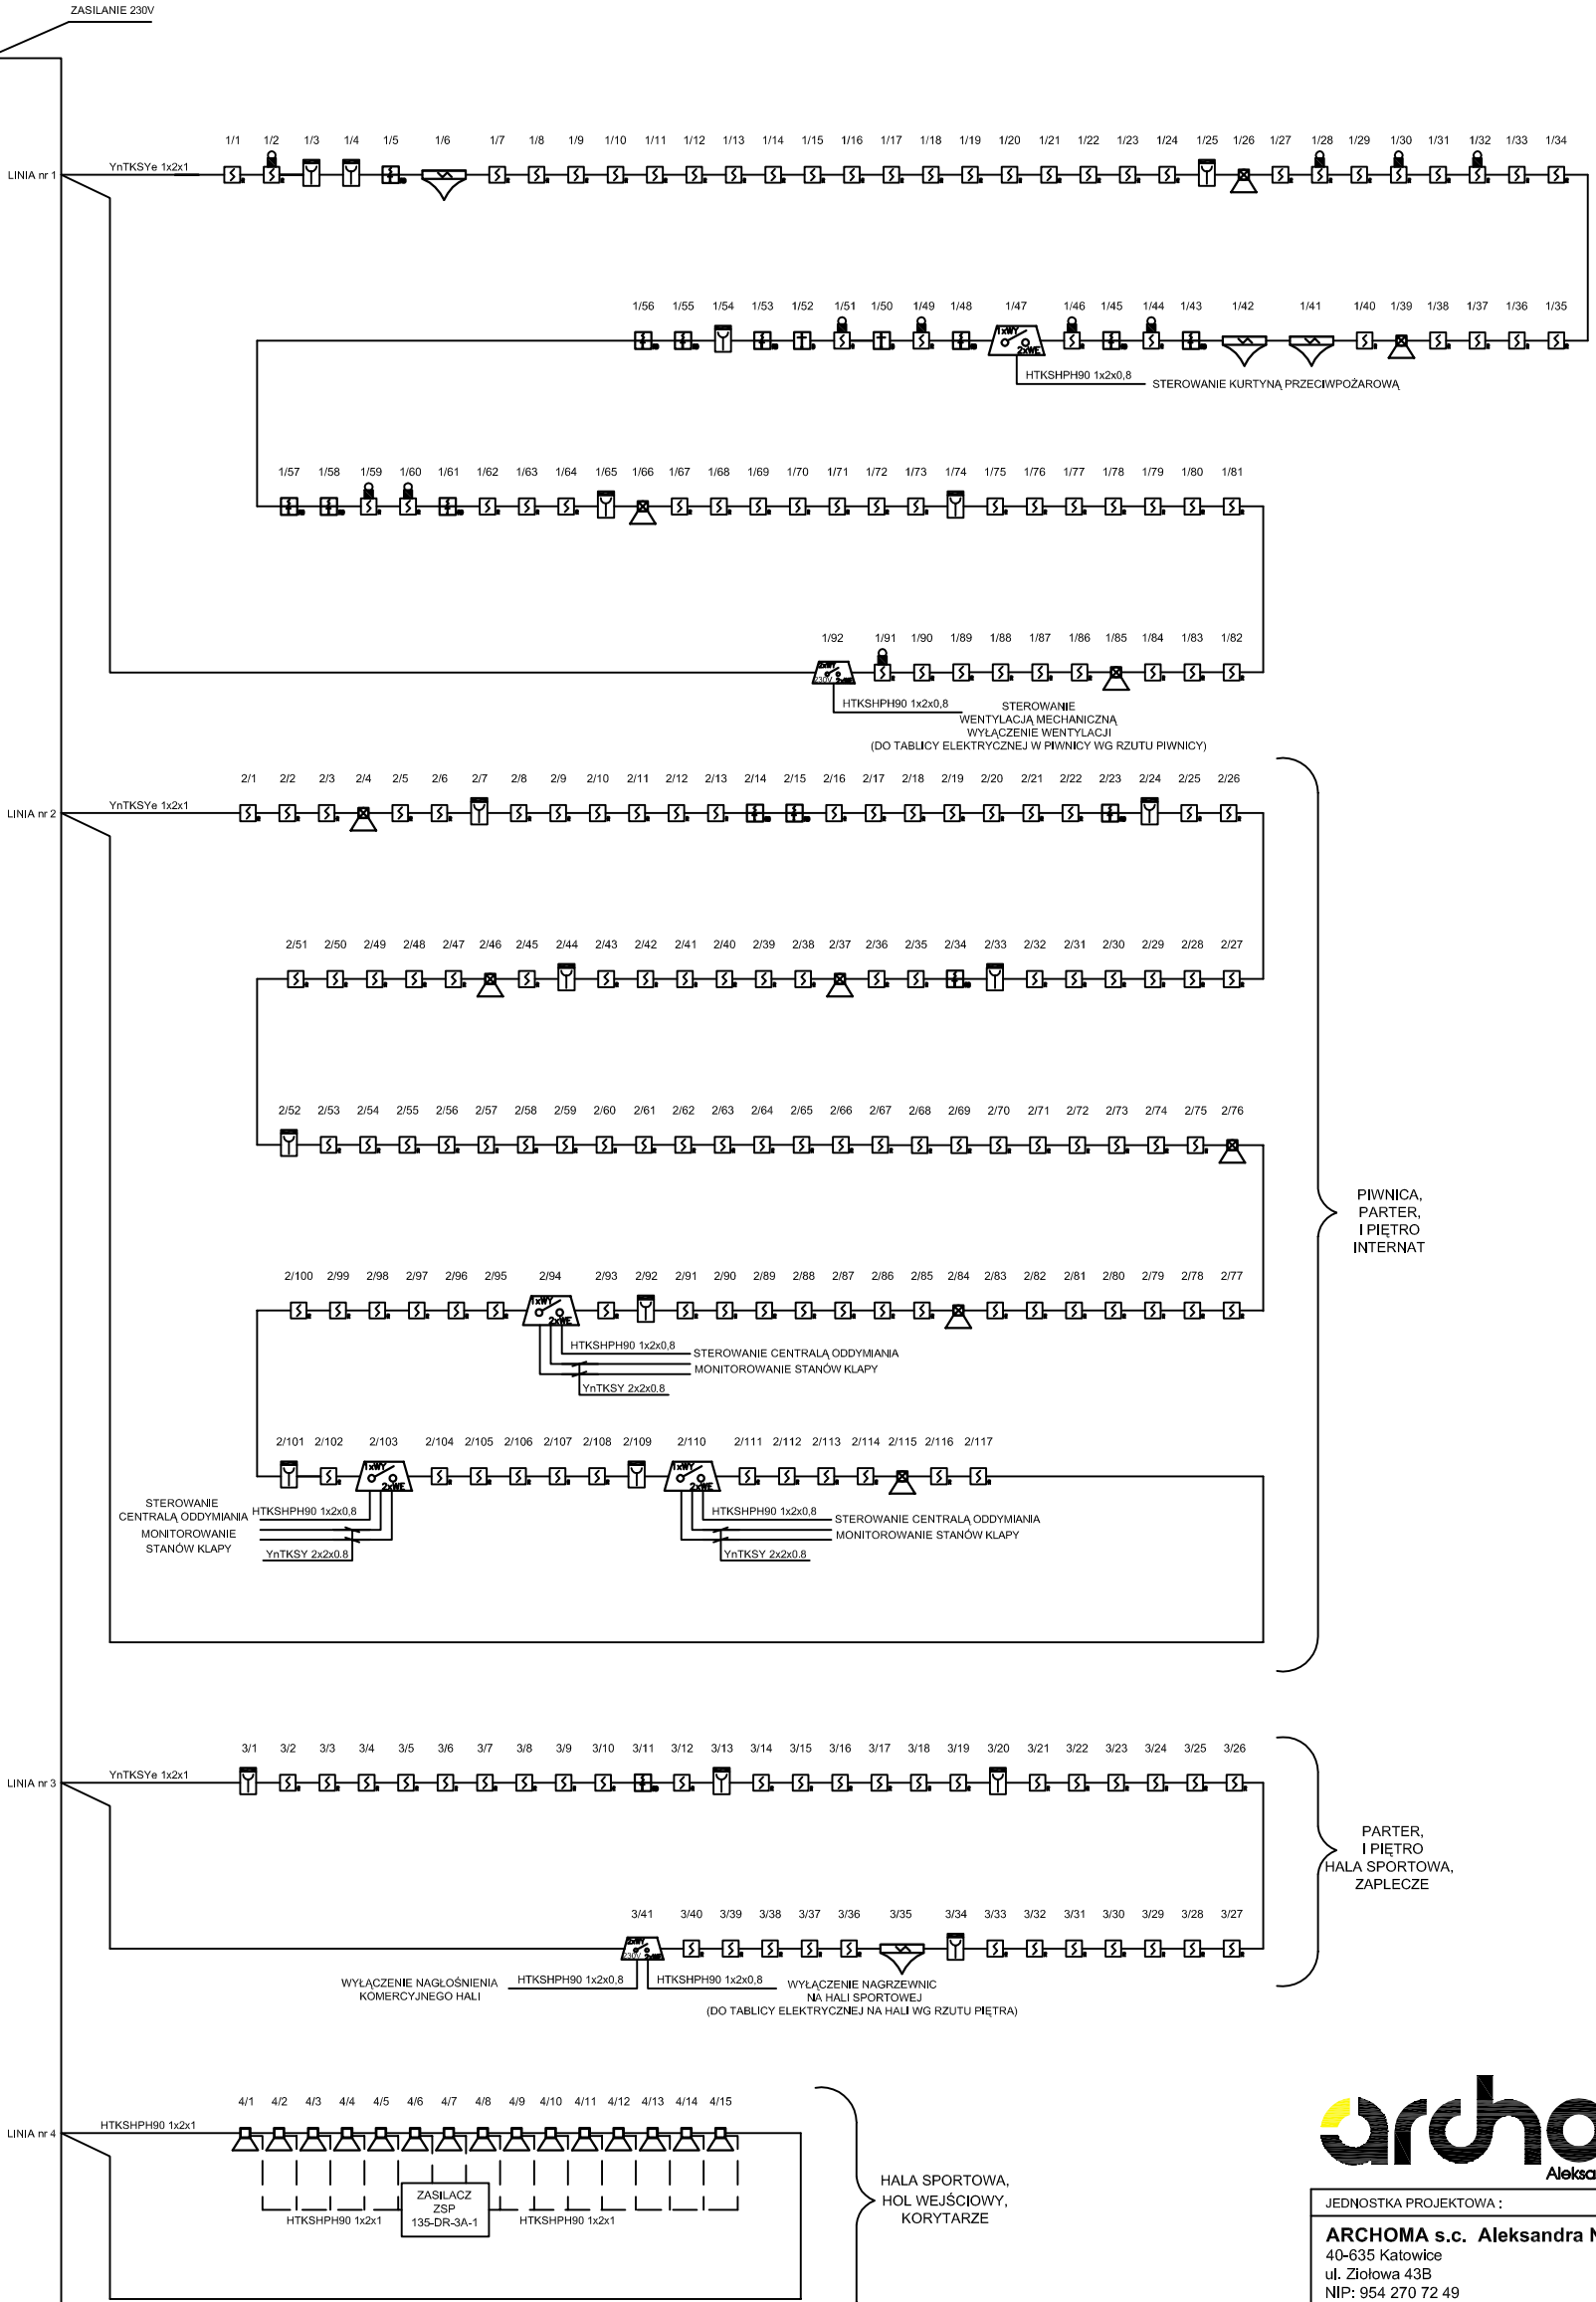 ZASILANIE 230V
1/1 1/2 1/3 1/4 1/5 1/6 1/7 1/8 1/9 1/10 1/11 1/12 1/13 1/14 1/15 1/16 1/17 1/18 1/19 1/20 1/21 1/22 1/23 1/24 1/25 1/26 1/27 1/28 1/29 1/30 1/31 1/32 1/33 1/34
LINIA nr 1
YnTKSYe 1x2x1
1/56 1/55 1/54 1/53 1/52 1/51 1/50 1/49 1/48 1/47 1/46 1/45 1/44 1/43 1/42 1/41 1/40 1/39 1/38 1/37 1/36 1/35
1xWY
2xWE
HTKSHPH90 1x2x0,8
STEROWANIE KURTYNĄ PRZECIWPOŻAROWĄ
1/57 1/58 1/59 1/60 1/61 1/62 1/63 1/64 1/65 1/66 1/67 1/68 1/69 1/70 1/71 1/72 1/73 1/74 1/75 1/76 1/77 1/78 1/79 1/80 1/81
1/92 1/91 1/90 1/89 1/88 1/87 1/86 1/85 1/84 1/83 1/82
2xWY
230V 2xWE
HTKSHPH90 1x2x0,8
STEROWANIE
WENTYLACJĄ MECHANICZNĄ
WYŁĄCZENIE WENTYLACJI
(DO TABLICY ELEKTRYCZNEJ W PIWNICY WG RZUTU PIWNICY)
2/1 2/2 2/3 2/4 2/5 2/6 2/7 2/8 2/9 2/10 2/11 2/12 2/13 2/14 2/15 2/16 2/17 2/18 2/19 2/20 2/21 2/22 2/23 2/24 2/25 2/26
LINIA nr 2
YnTKSYe 1x2x1
2/51 2/50 2/49 2/48 2/47 2/46 2/45 2/44 2/43 2/42 2/41 2/40 2/39 2/38 2/37 2/36 2/35 2/34 2/33 2/32 2/31 2/30 2/29 2/28 2/27
2/52 2/53 2/54 2/55 2/56 2/57 2/58 2/59 2/60 2/61 2/62 2/63 2/64 2/65 2/66 2/67 2/68 2/69 2/70 2/71 2/72 2/73 2/74 2/75 2/76
PIWNICA,
PARTER,
I PIĘTRO
INTERNAT
2/100 2/99 2/98 2/97 2/96 2/95 2/94 2/93 2/92 2/91 2/90 2/89 2/88 2/87 2/86 2/85 2/84 2/83 2/82 2/81 2/80 2/79 2/78 2/77
1xWY
2xWE
HTKSHPH90 1x2x0,8
STEROWANIE CENTRALĄ ODDYMIANIA
MONITOROWANIE STANÓW KLAPY
YnTKSY 2x2x0.8
2/101 2/102 2/103 2/104 2/105 2/106 2/107 2/108 2/109 2/110 2/111 2/112 2/113 2/114 2/115 2/116 2/117
1xWY
2xWE
1xWY
2xWE
STEROWANIE
CENTRALĄ ODDYMIANIA
HTKSHPH90 1x2x0,8
MONITOROWANIE
STANÓW KLAPY
YnTKSY 2x2x0.8
HTKSHPH90 1x2x0,8
STEROWANIE CENTRALĄ ODDYMIANIA
MONITOROWANIE STANÓW KLAPY
YnTKSY 2x2x0.8
3/1 3/2 3/3 3/4 3/5 3/6 3/7 3/8 3/9 3/10 3/11 3/12 3/13 3/14 3/15 3/16 3/17 3/18 3/19 3/20 3/21 3/22 3/23 3/24 3/25 3/26
LINIA nr 3
YnTKSYe 1x2x1
PARTER,
I PIĘTRO
HALA SPORTOWA,
ZAPLECZE
3/41 3/40 3/39 3/38 3/37 3/36 3/35 3/34 3/33 3/32 3/31 3/30 3/29 3/28 3/27
2xWY
230V 2xWE
WYŁĄCZENIE NAGŁOŚNIENIA
KOMERCYJNEGO HALI
HTKSHPH90 1x2x0,8
HTKSHPH90 1x2x0,8
WYŁĄCZENIE NAGRZEWNIC
NA HALI SPORTOWEJ
(DO TABLICY ELEKTRYCZNEJ NA HALI WG RZUTU PIĘTRA)
4/1 4/2 4/3 4/4 4/5 4/6 4/7 4/8 4/9 4/10 4/11 4/12 4/13 4/14 4/15
LINIA nr 4
HTKSHPH90 1x2x1
ZASILACZ
ZSP
135-DR-3A-1
HTKSHPH90 1x2x1
HTKSHPH90 1x2x1
HALA SPORTOWA,
HOL WEJŚCIOWY,
KORYTARZE
archo
Aleksa
JEDNOSTKA PROJEKTOWA :
ARCHOMA s.c. Aleksandra N
40-635 Katowice
ul. Ziołowa 43B
NIP: 954 270 72 49